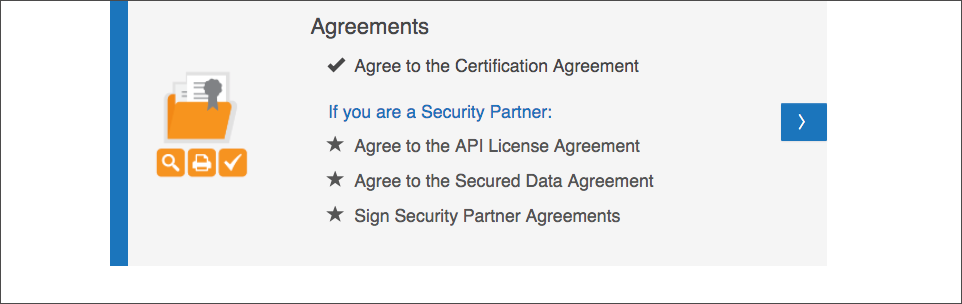 Agreements
Agree to the Certification Agreement
If you are a Security Partner:
Agree to the API License Agreement
Agree to the Secured Data Agreement
Sign Security Partner Agreements